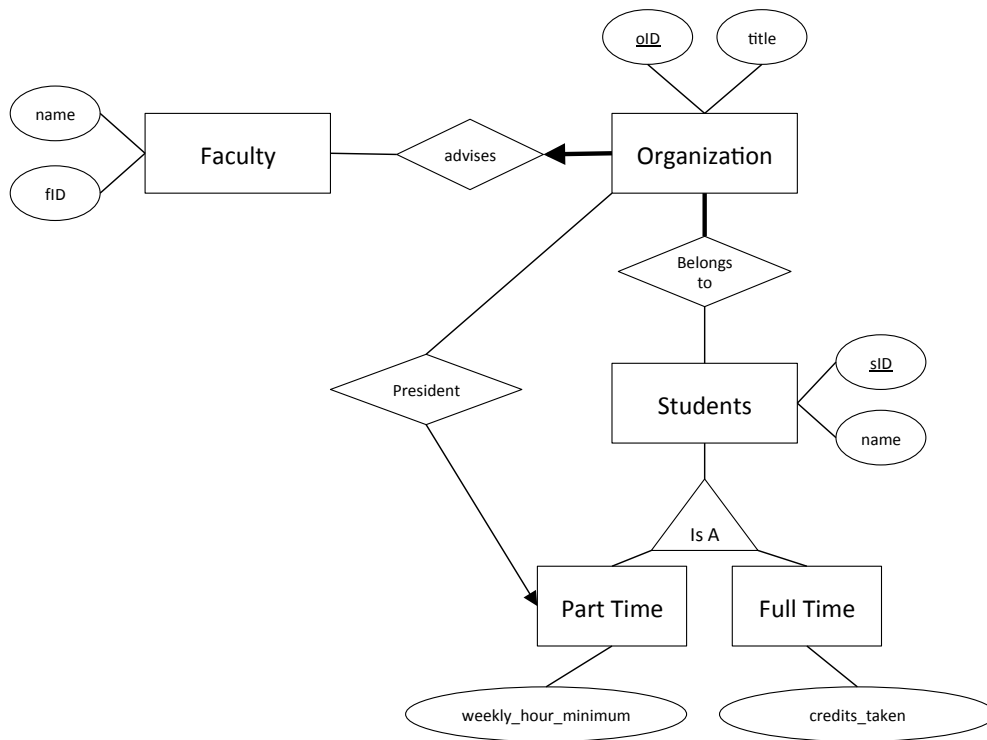 oID
title
name
Faculty
advises
Organization
fID
Belongs
to
sID
President
Students
name
Is A
Part Time
Full Time
weekly_hour_minimum
credits_taken